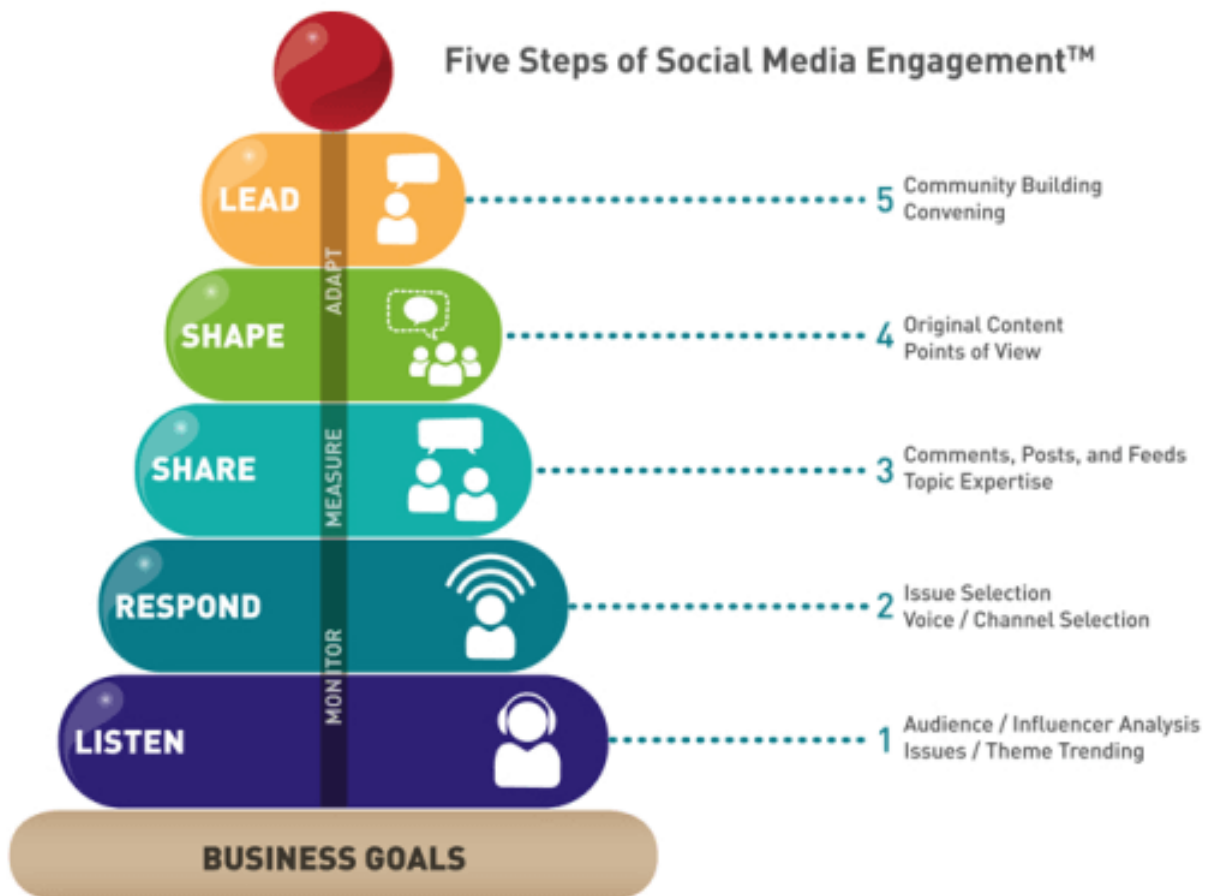 Five Steps of Social Media Engagement™
LEAD
5
Community Building
Convening
ADAPT
SHAPE
4
Original Content
Points of View
SHARE
MEASURE
3
Comments, Posts, and Feeds
Topic Expertise
RESPOND
2
Issue Selection
Voice / Channel Selection
MONITOR
LISTEN
1
Audience / Influencer Analysis
Issues / Theme Trending
BUSINESS GOALS